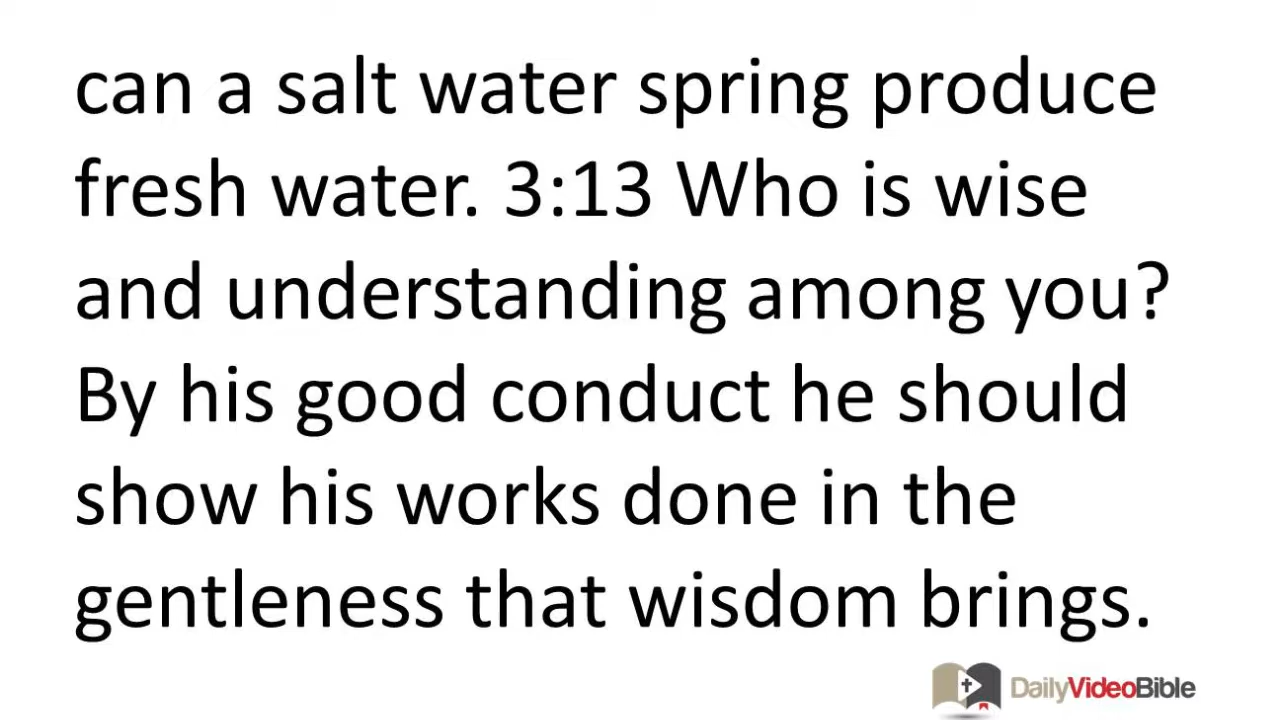 can a salt water spring produce
fresh water. 3:13 Who is wise
and understanding among you?
By his good conduct he should
show his works done in the
gentleness that wisdom brings.
DailyVideoBible